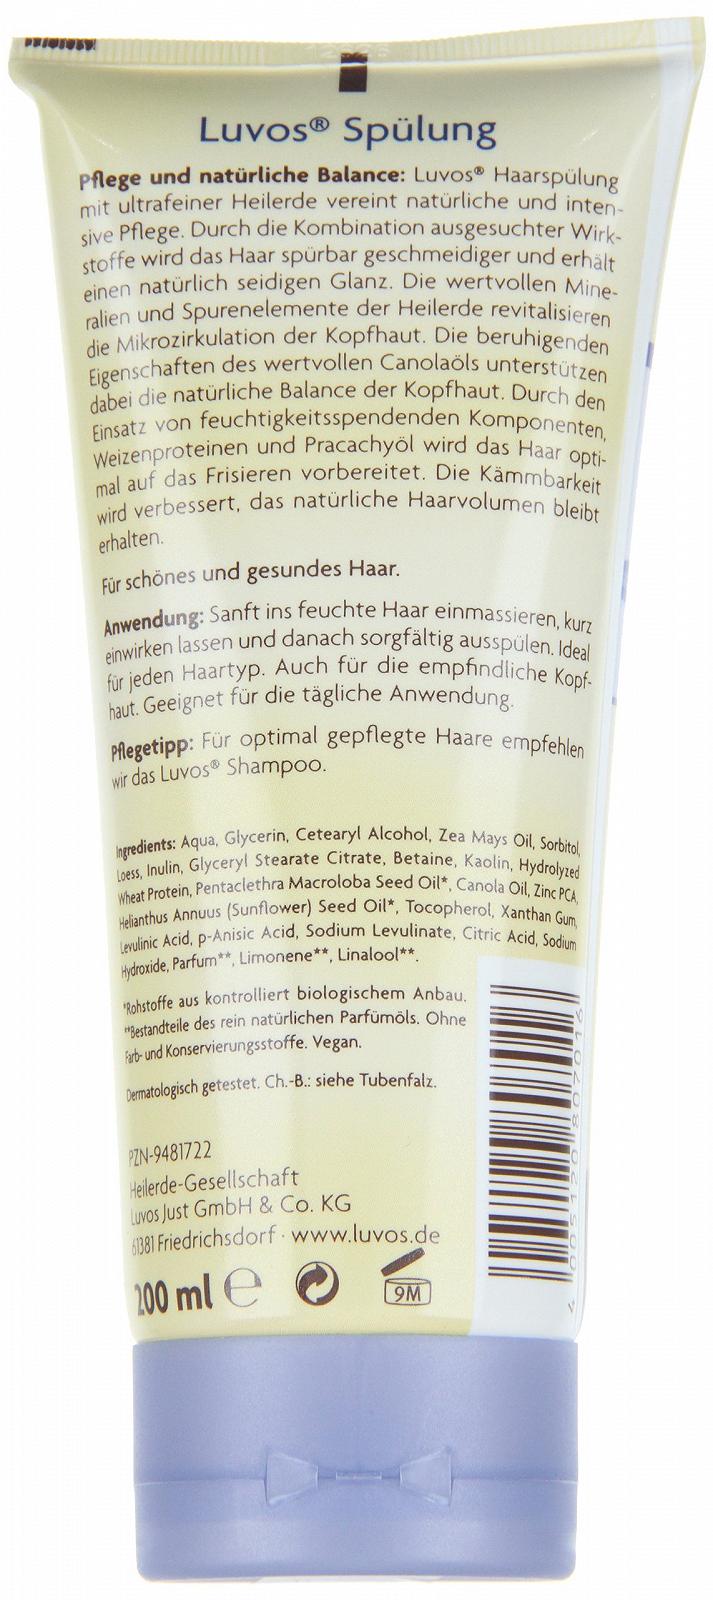 Luvos® Spülung
Pflege und natürliche Balance: Luvos® Haarspülung
mit ultrafeiner Heilerde vereint natürliche und inten-
sive Pflege. Durch die Kombination ausgesuchter Wirk-
stoffe wird das Haar spürbar geschmeidiger und erhält
einen natürlich seidigen Glanz. Die wertvollen Mine-
ralien und Spurenelemente der Heilerde revitalisieren
die Mikrozirkulation der Kopfhaut. Die beruhigenden
Eigenschaften des wertvollen Canolaöls unterstützen
dabei die natürliche Balance der Kopfhaut. Durch den
Einsatz von feuchtigkeitsspendenden Komponenten,
Weizenproteinen und Pracachyöl wird das Haar opti-
mal auf das Frisieren vorbereitet. Die Kämmbarkeit
wird verbessert, das natürliche Haarvolumen bleibt
erhalten.
Für schönes und gesundes Haar.
Anwendung: Sanft ins feuchte Haar einmassieren, kurz
einwirken lassen und danach sorgfältig ausspülen. Ideal
für jeden Haartyp. Auch für die empfindliche Kopf-
haut. Geeignet für die tägliche Anwendung.
Pflegetipp: Für optimal gepflegte Haare empfehlen
wir das Luvos® Shampoo.
Ingredients: Aqua, Glycerin, Cetearyl Alcohol, Zea Mays Oil, Sorbitol,
Loess, Inulin, Glyceryl Stearate Citrate, Betaine, Kaolin, Hydrolyzed
Wheat Protein, Pentaclethra Macroloba Seed Oil*, Canola Oil, Zinc PCA,
Helianthus Annuus (Sunflower) Seed Oil*, Tocopherol, Xanthan Gum,
Levulinic Acid, p-Anisic Acid, Sodium Levulinate, Citric Acid, Sodium
Hydroxide, Parfum**, Limonene**, Linalool**.
*Rohstoffe aus kontrolliert biologischem Anbau.
**Bestandteile des rein natürlichen Parfümöls. Ohne
Farb- und Konservierungsstoffe. Vegan.
Dermatologisch getestet. Ch.-B.: siehe Tubenfalz.
PZN-9481722
Heilerde-Gesellschaft
Luvos Just GmbH & Co. KG
61381 Friedrichsdorf · www.luvos.de
200 ml ℮
9M
4 005120 807016